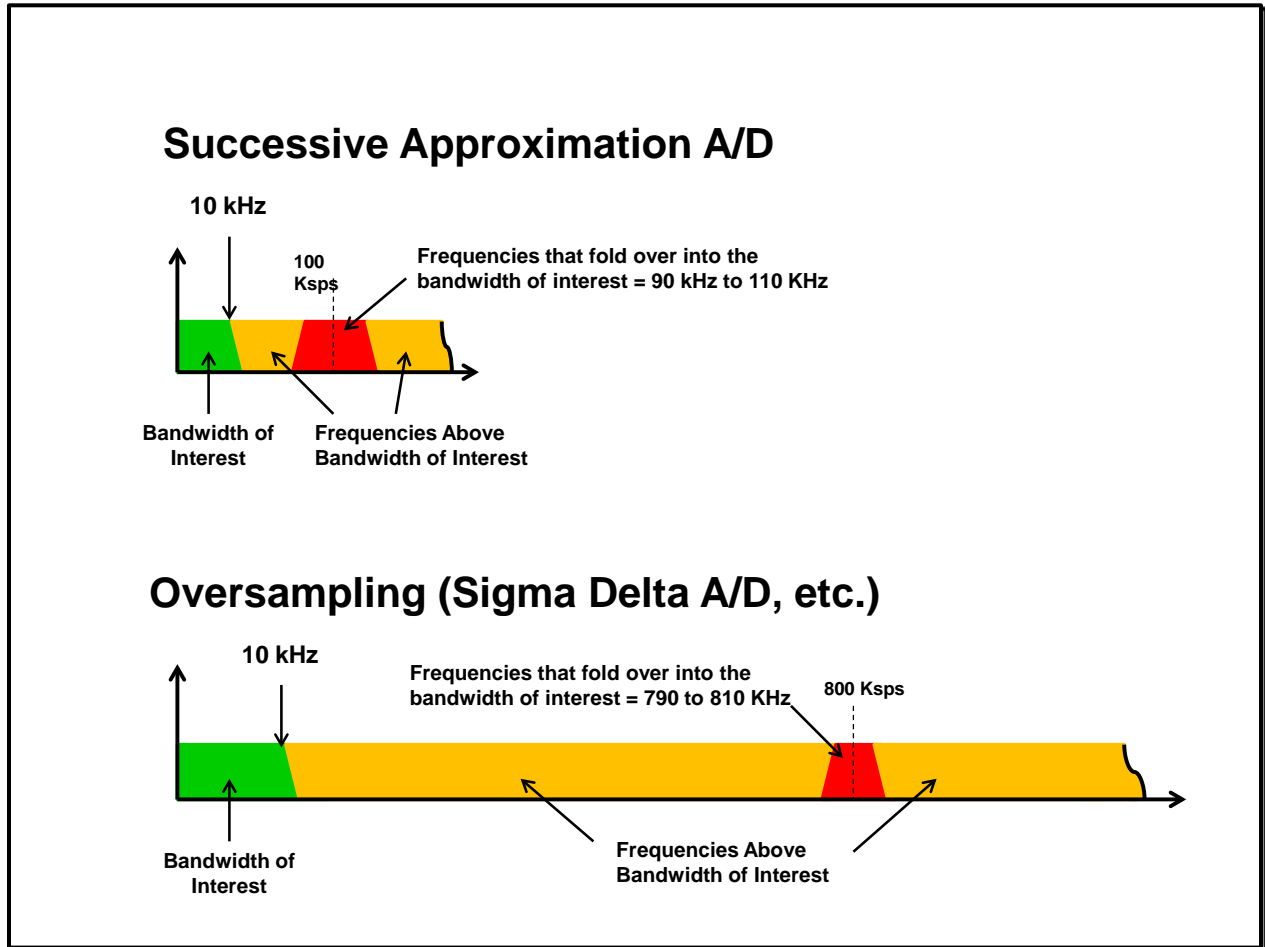 Successive Approximation A/D
10 kHz
100
Ksps
Frequencies that fold over into the
bandwidth of interest = 90 kHz to 110 KHz
Bandwidth of
Interest
Frequencies Above
Bandwidth of Interest
Oversampling (Sigma Delta A/D, etc.)
10 kHz
Frequencies that fold over into the
bandwidth of interest = 790 to 810 KHz
800 Ksps
Bandwidth of
Interest
Frequencies Above
Bandwidth of Interest